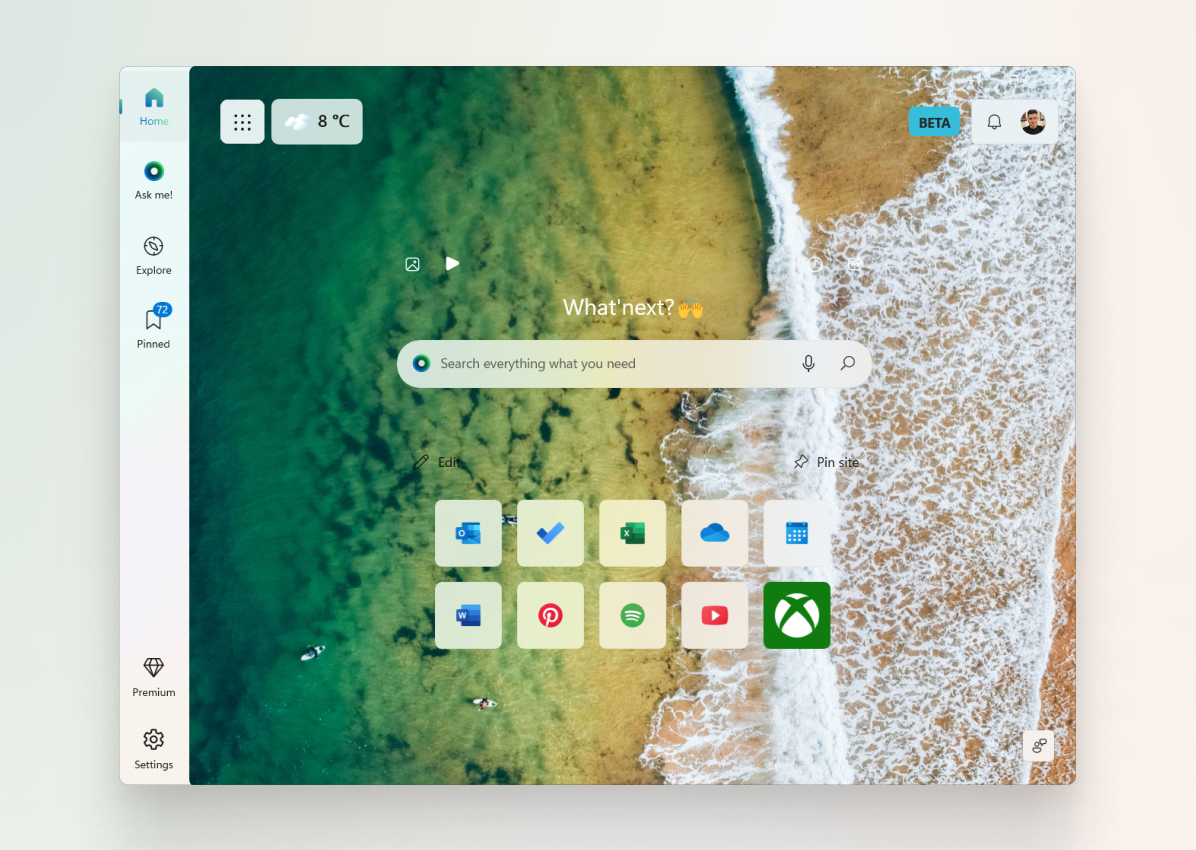 Home
8 °C
BETA
Ask me!
Explore
72
Pinned
What'next? 🙌
Search everything what you need
Edit
Pin site
Premium
Settings